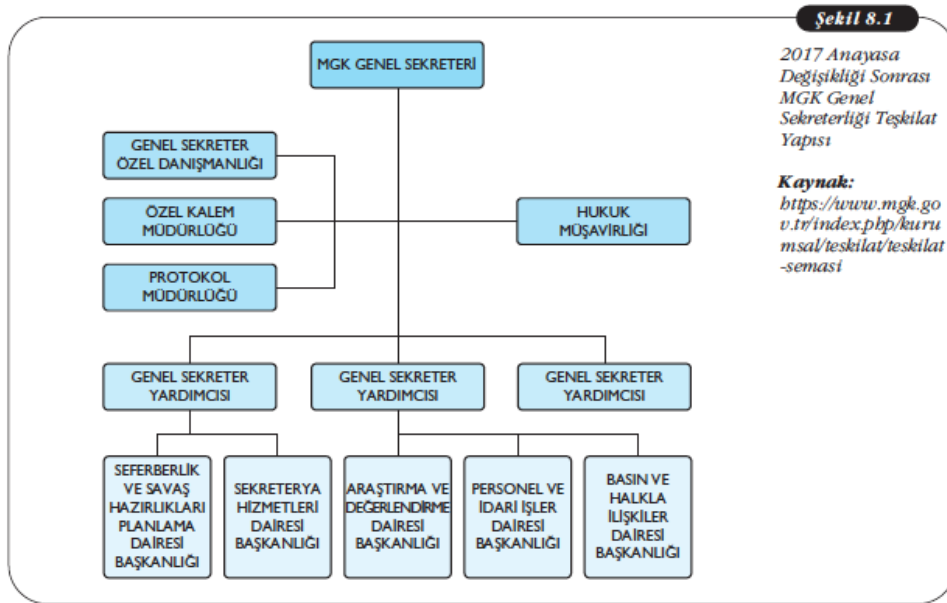 Şekil 8.1
2017 Anayasa
Değişikliği Sonrası
MGK Genel
Sekreterliği Teşkilat
Yapısı
Kaynak:
https://www.mgk.go
v.tr/index.php/kuru
msal/teskilat/teskilat
-semasi
MGK GENEL SEKRETERİ
GENEL SEKRETER
ÖZEL DANIŞMANLIĞI
ÖZEL KALEM
MÜDÜRLÜĞÜ
HUKUK
MÜŞAVİRLİĞİ
PROTOKOL
MÜDÜRLÜĞÜ
GENEL SEKRETER
YARDIMCISI
GENEL SEKRETER
YARDIMCISI
GENEL SEKRETER
YARDIMCISI
SEFERBERLİK
VE SAVAŞ
HAZIRLIKLARI
PLANLAMA
DAİRESİ
BAŞKANLIĞI
SEKRETERYA
HİZMETLERİ
DAİRESİ
BAŞKANLIĞI
ARAŞTIRMA VE
DEĞERLENDİRME
DAİRESİ
BAŞKANLIĞI
PERSONEL VE
İDARİ İŞLER
DAİRESİ
BAŞKANLIĞI
BASIN VE
HALKLA
İLİŞKİLER
DAİRESİ
BAŞKANLIĞI